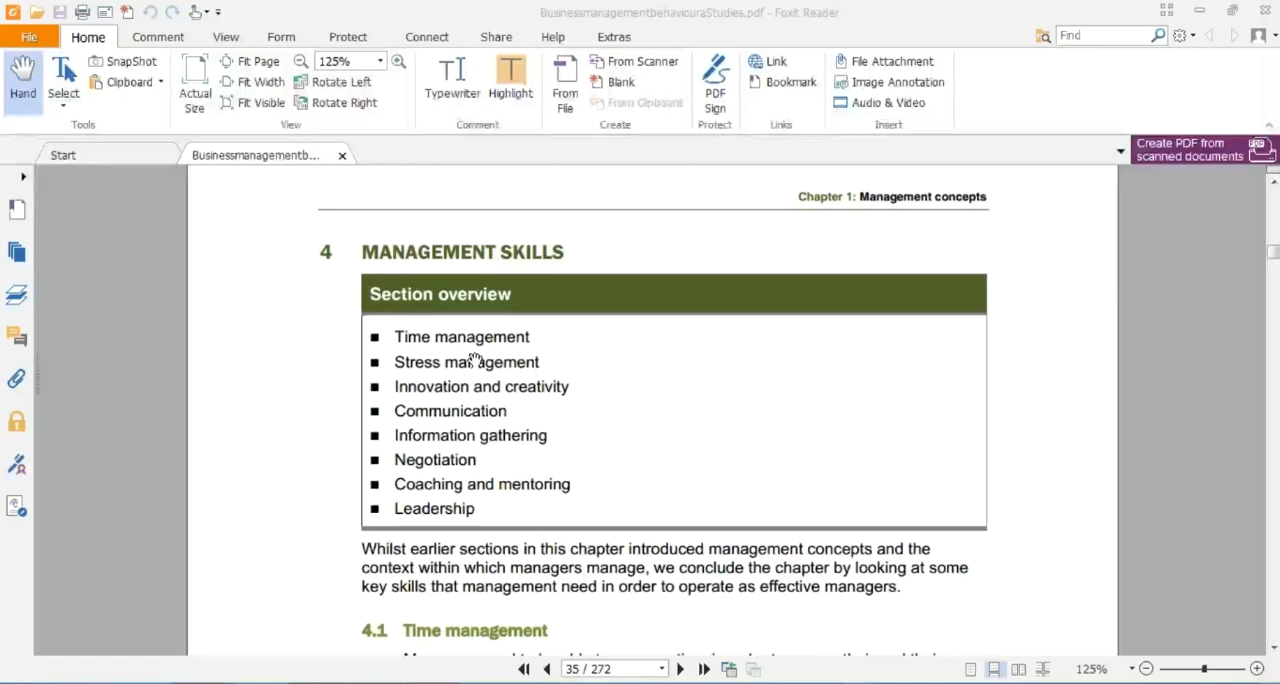 BusinessmanagementbehaviouraStudies.pdf - Foxit Reader
File Home Comment View Form Protect Connect Share Help Extras Find
Hand Select SnapShot Clipboard Actual Size Fit Page Fit Width Fit Visible 125% Rotate Left Rotate Right Typewriter Highlight From File From Scanner Blank From Clipboard PDF Sign Link Bookmark File Attachment Image Annotation Audio & Video
Tools View Comment Create Protect Links Insert
Start Businessmanagementb... Create PDF from scanned documents PDF
Chapter 1: Management concepts
4 MANAGEMENT SKILLS
Section overview
■ Time management
■ Stress management
■ Innovation and creativity
■ Communication
■ Information gathering
■ Negotiation
■ Coaching and mentoring
■ Leadership
Whilst earlier sections in this chapter introduced management concepts and the
context within which managers manage, we conclude the chapter by looking at some
key skills that management need in order to operate as effective managers.
4.1 Time management
35 / 272 125%